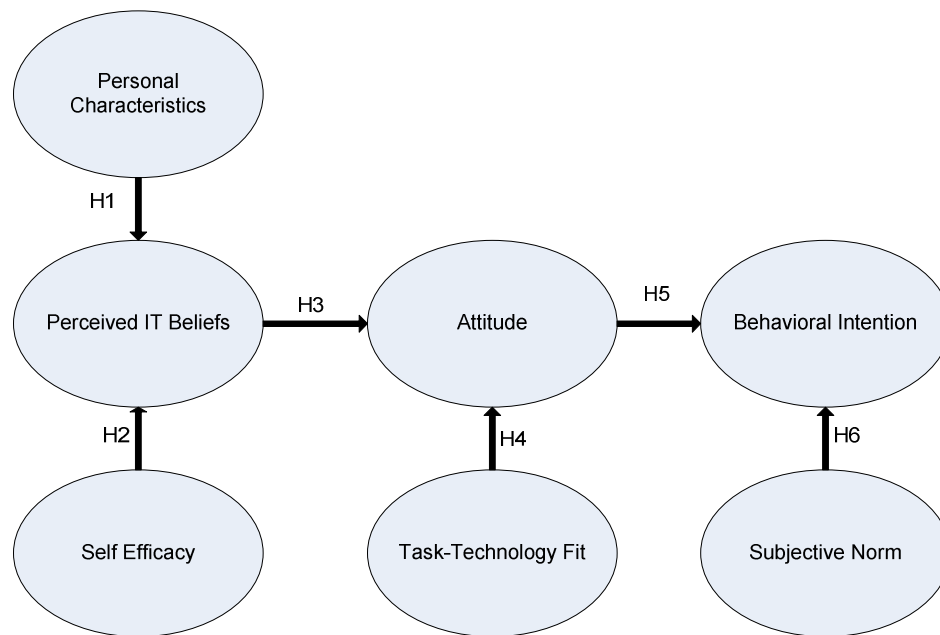 Personal
Characteristics
H1
Perceived IT Beliefs
H3
Attitude
H5
Behavioral Intention
H2
H4
H6
Self Efficacy
Task-Technology Fit
Subjective Norm